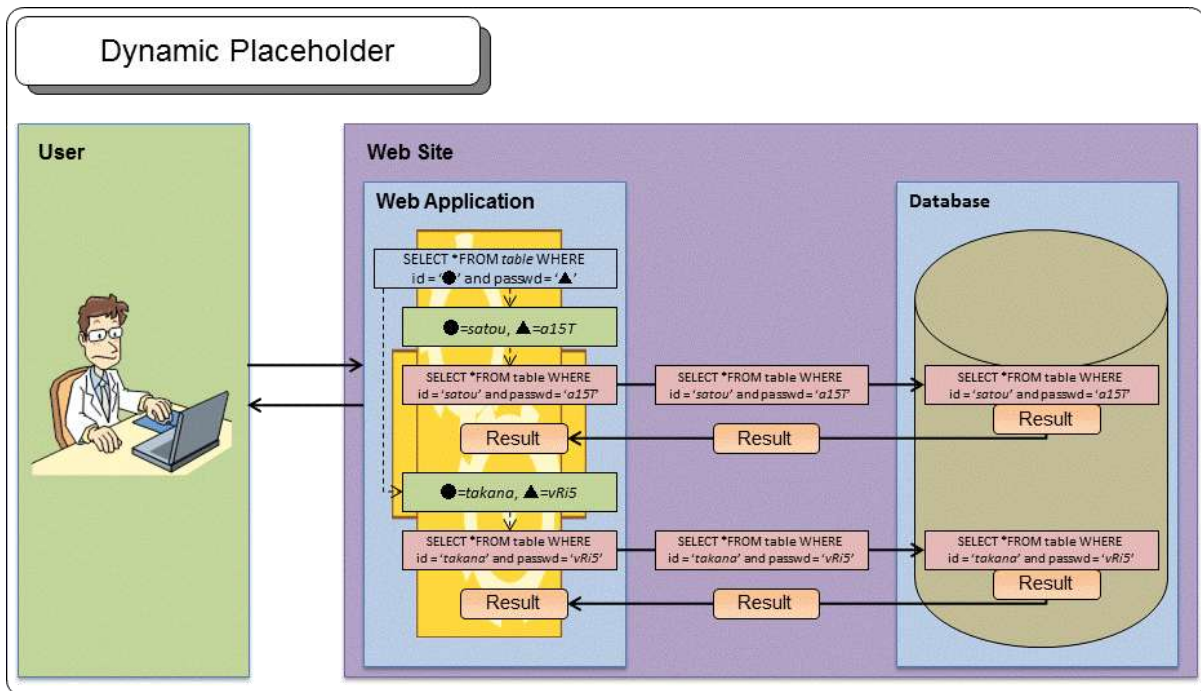 Dynamic Placeholder
User
Web Site
Web Application
Database
SELECT *FROM table WHERE
id = ‘●’ and passwd= ‘▲’
●=satou, ▲=a15T
SELECT *FROM table WHERE
id = ‘satou’ and passwd= ‘a15T’
SELECT *FROM table WHERE
id = ‘satou’ and passwd= ‘a15T’
SELECT *FROM table WHERE
id = ‘satou’ and passwd= ‘a15T’
Result
Result
Result
●=takana, ▲=vRi5
SELECT *FROM table WHERE
id = ‘takana’ and passwd= ‘vRi5’
SELECT *FROM table WHERE
id = ‘takana’ and passwd= ‘vRi5’
SELECT *FROM table WHERE
id = ‘takana’ and passwd= ‘vRi5’
Result
Result
Result